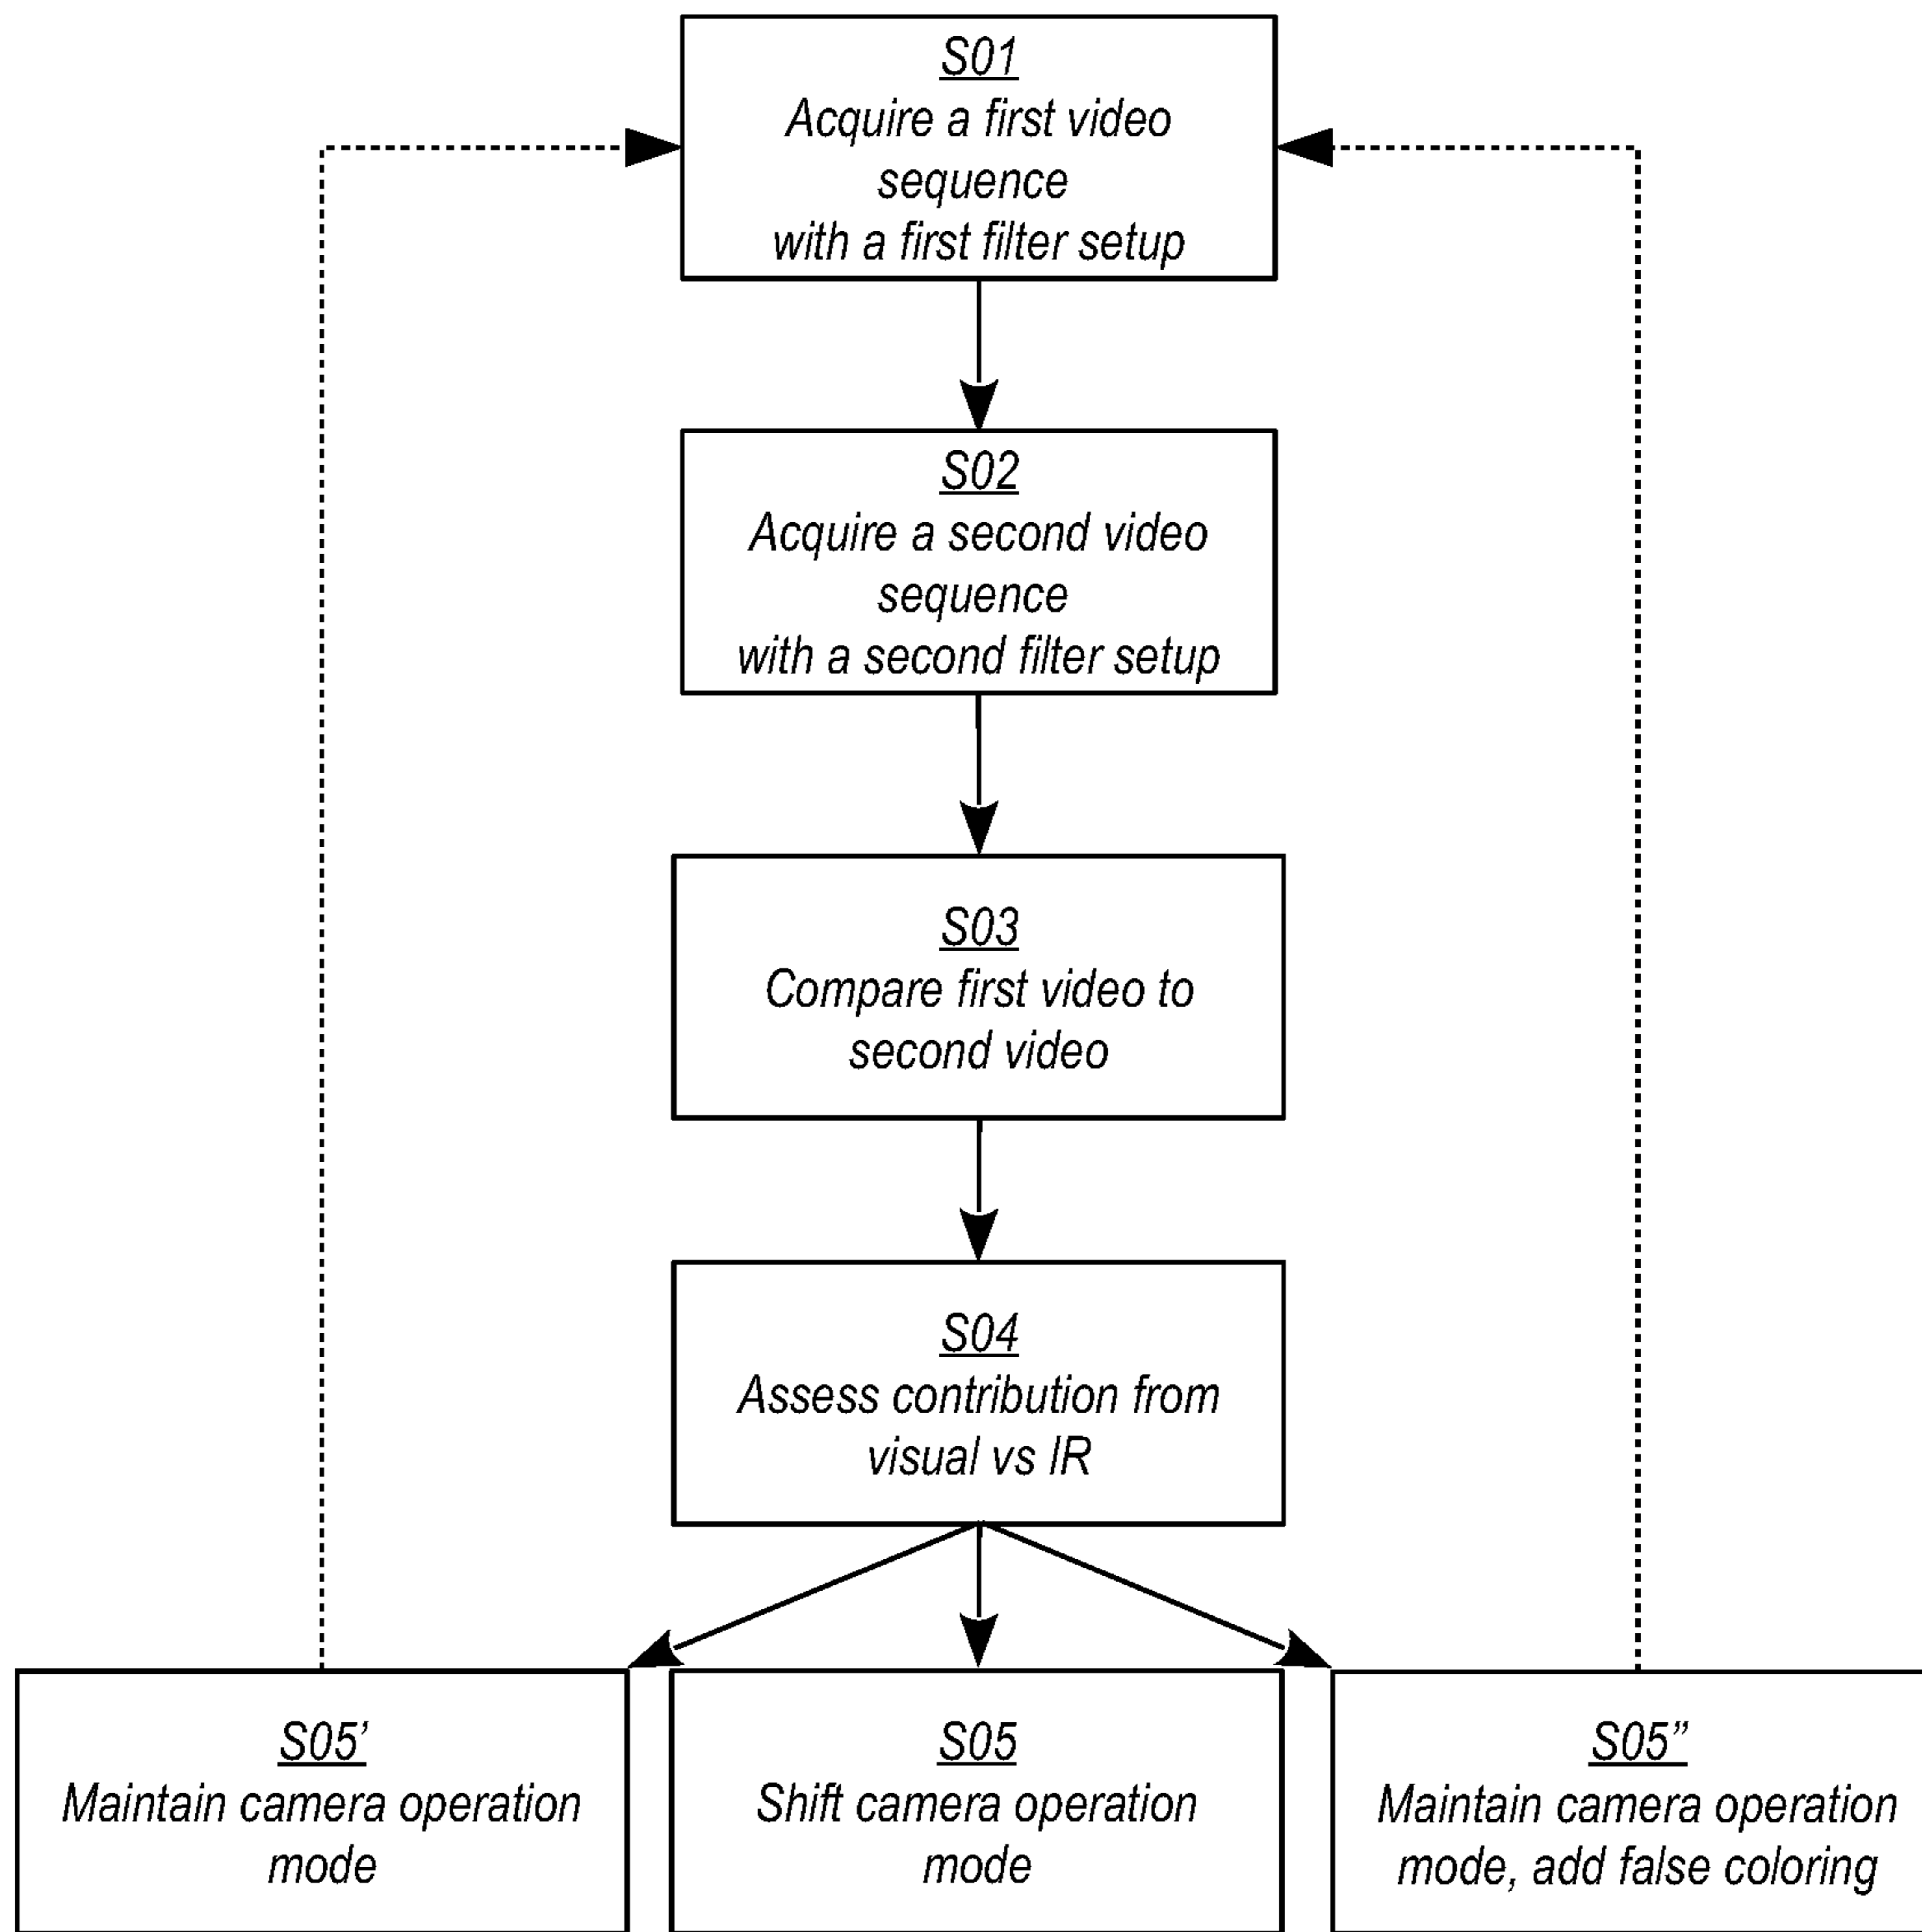 S01
Acquire a first video
sequence
with a first filter setup
S02
Acquire a second video
sequence
with a second filter setup
S03
Compare first video to
second video
S04
Assess contribution from
visual vs IR
S05’
Maintain camera operation
mode
S05
Shift camera operation
mode
S05”
Maintain camera operation
mode, add false coloring